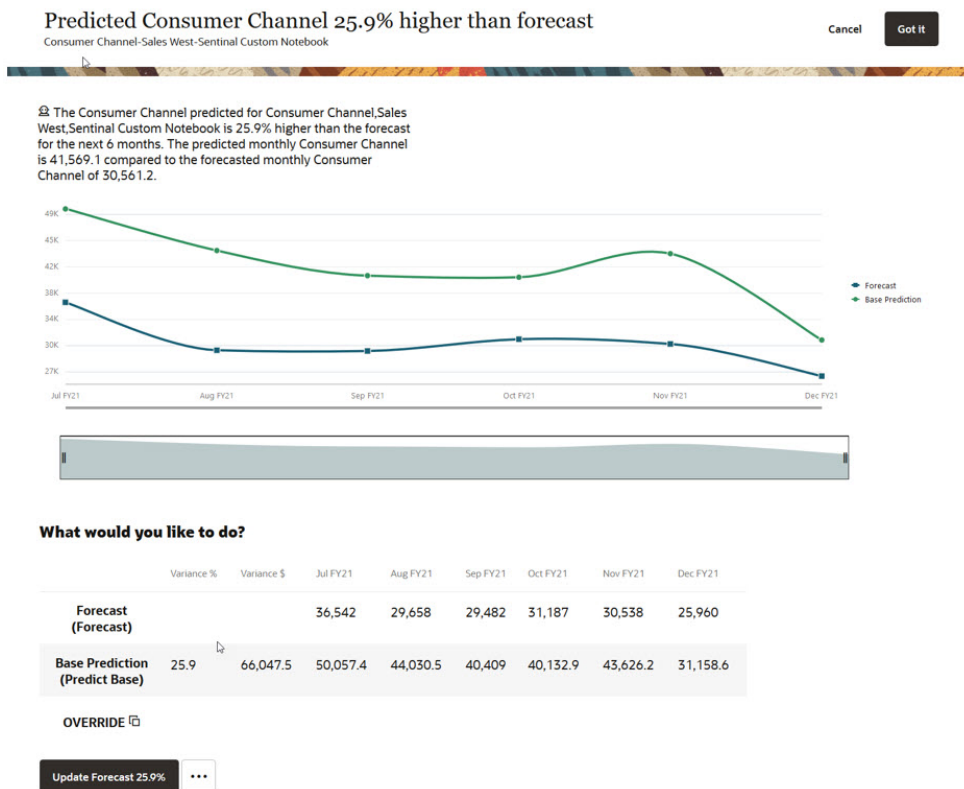 Predicted Consumer Channel 25.9% higher than forecast
Consumer Channel-Sales West-Sentinal Custom Notebook
Cancel
Got it
The Consumer Channel predicted for Consumer Channel,Sales
West,Sentinal Custom Notebook is 25.9% higher than the forecast
for the next 6 months. The predicted monthly Consumer Channel
is 41,569.1 compared to the forecasted monthly Consumer
Channel of 30,561.2.
49K
45K
42K
38K
34K
30K
27K
Jul FY21 Aug FY21 Sep FY21 Oct FY21 Nov FY21 Dec FY21
Forecast
Base Prediction
What would you like to do?
Variance % Variance $ Jul FY21 Aug FY21 Sep FY21 Oct FY21 Nov FY21 Dec FY21
Forecast
(Forecast)
36,542 29,658 29,482 31,187 30,538 25,960
Base Prediction
(Predict Base)
25.9 66,047.5 50,057.4 44,030.5 40,409 40,132.9 43,626.2 31,158.6
OVERRIDE
Update Forecast 25.9% ...